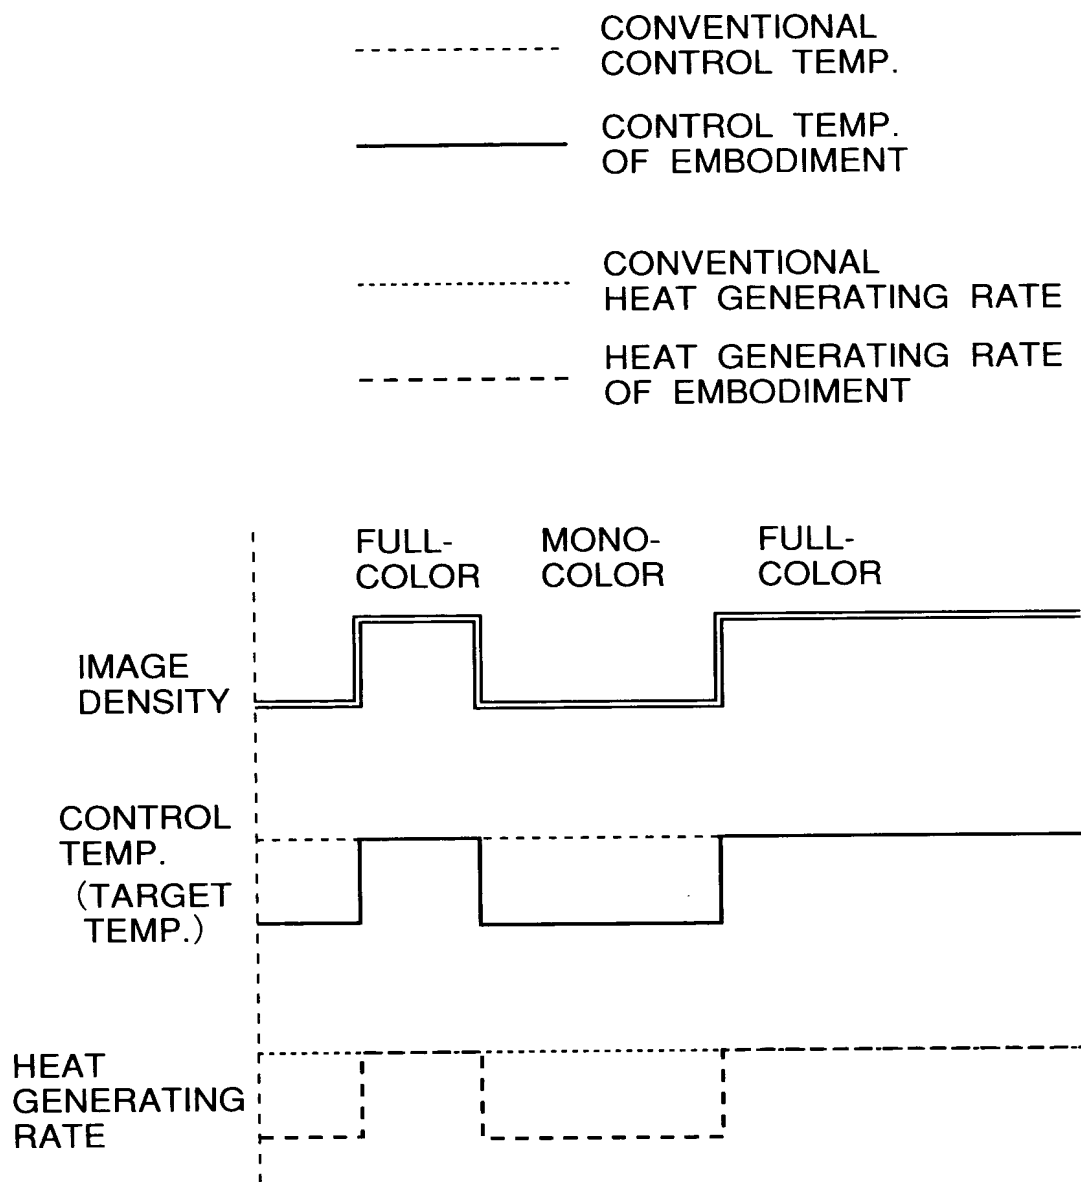 CONVENTIONAL
CONTROL TEMP.
CONTROL TEMP.
OF EMBODIMENT
CONVENTIONAL
HEAT GENERATING RATE
HEAT GENERATING RATE
OF EMBODIMENT
FULL-
COLOR
MONO-
COLOR
FULL-
COLOR
IMAGE
DENSITY
CONTROL
TEMP.
(TARGET
TEMP.)
HEAT
GENERATING
RATE